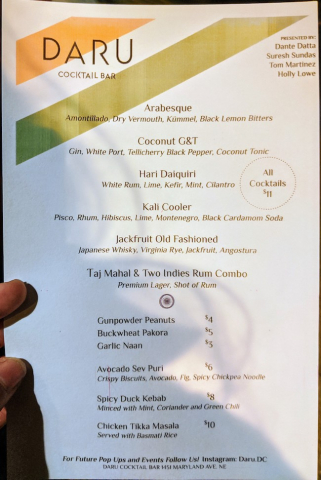 DARU
COCKTAIL BAR
PRESENTED BY:
Dante Datta
Suresh Sundas
Tom Martinez
Holly Lowe
Arabesque
Amontillado, Dry Vermouth, Kümmel, Black Lemon Bitters
Coconut G&T
Gin, White Port, Tellicherry Black Pepper, Coconut Tonic
Hari Daiquiri
White Rum, Lime, Kefir, Mint, Cilantro
All
Cocktails
$11
Kali Cooler
Pisco, Rhum, Hibiscus, Lime, Montenegro, Black Cardamom Soda
Jackfruit Old Fashioned
Japanese Whisky, Virginia Rye, Jackfruit, Angostura
Taj Mahal & Two Indies Rum Combo
Premium Lager, Shot of Rum
Gunpowder Peanuts $4
Buckwheat Pakora $5
Garlic Naan $5
Avocado Sev Puri $6
Crispy Biscuits, Avocado, Fig, Spicy Chickpea Noodle
Spicy Duck Kebab $8
Minced with Mint, Coriander and Green Chili
Chicken Tikka Masala $10
Served with Basmati Rice
For Future Pop Ups and Events Follow Us! Instagram: Daru.DC
DARU COCKTAIL BAR 1451 MARYLAND AVE. NE